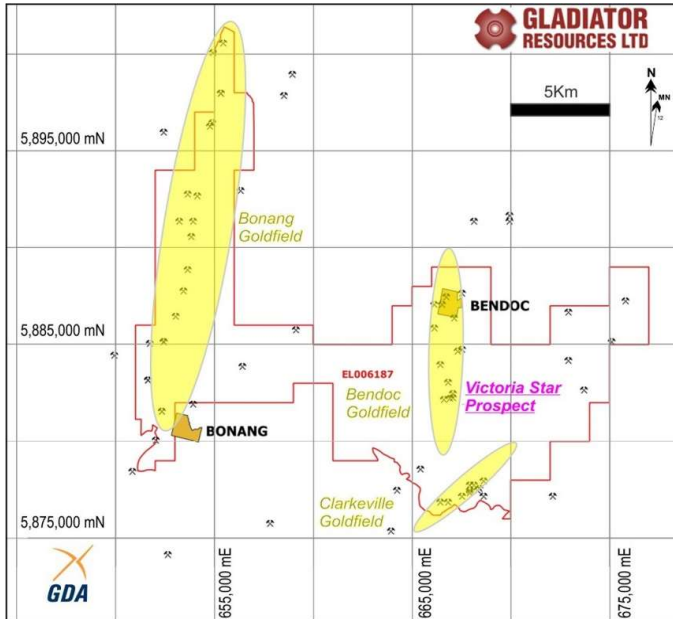 GLADIATOR
RESOURCES LTD
5Km
N
MN
12
5,895,000 mN
Bonang
Goldfield
BENDOC
5,885,000 mN
EL006187
Bendoc
Goldfield
Victoria Star
Prospect
BONANG
Clarkeville
Goldfield
5,875,000 mN
GDA
655,000 mE
665,000 mE
675,000 mE